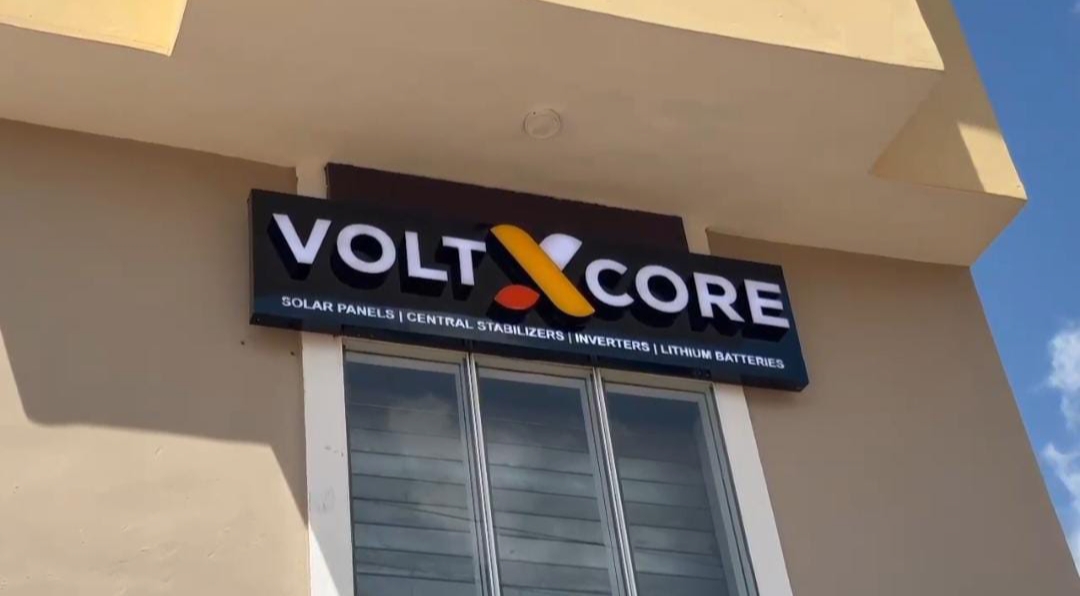 VOLTXCORE
SOLAR PANELS | CENTRAL STABILIZERS | INVERTERS | LITHIUM BATTERIES